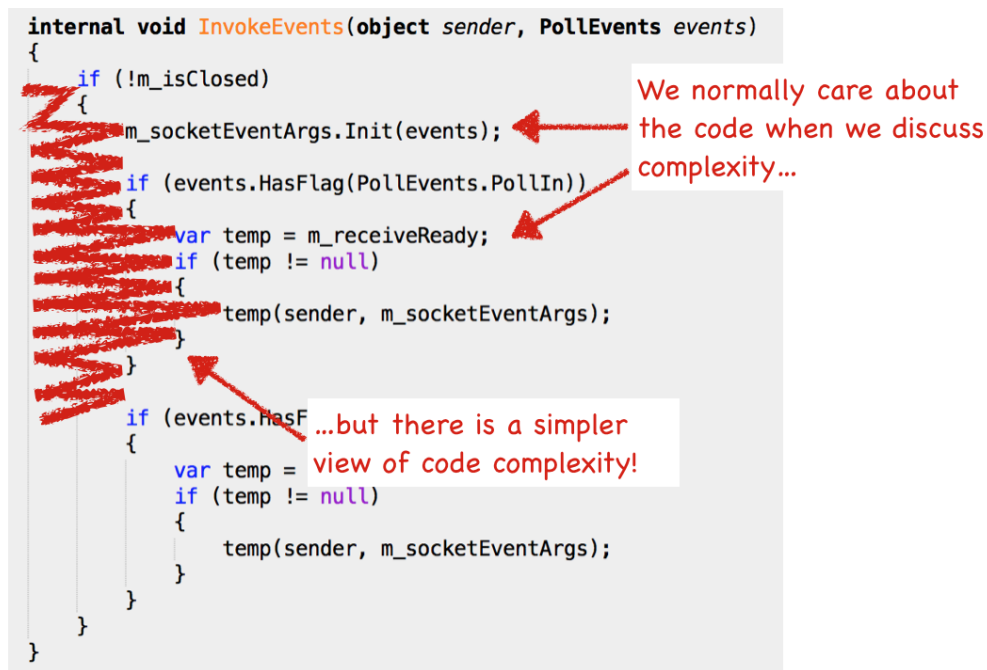 internal void InvokeEvents(object sender, PollEvents events)
{
if (!m_isClosed)
{
m_socketEventArgs.Init(events);
We normally care about
the code when we discuss
complexity...
if (events.HasFlag(PollEvents.PollIn))
{
var temp = m_receiveReady;
if (temp != null)
{
temp(sender, m_socketEventArgs);
}
}
if (events.HasF
...but there is a simpler
view of code complexity!
{
var temp =
if (temp != null)
{
temp(sender, m_socketEventArgs);
}
}
}
}